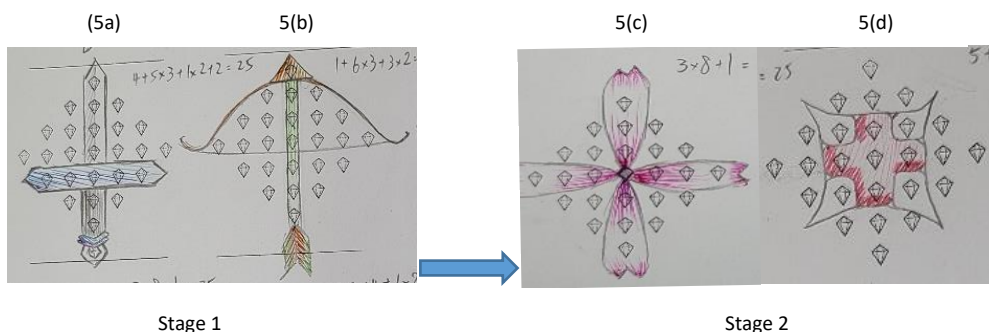 (5a) 5(b) 5(c) 5(d)
4+5×3+1×2+2=25
1+6×3+3×2=
3×8+1=
= 25
5+
Stage 1 Stage 2